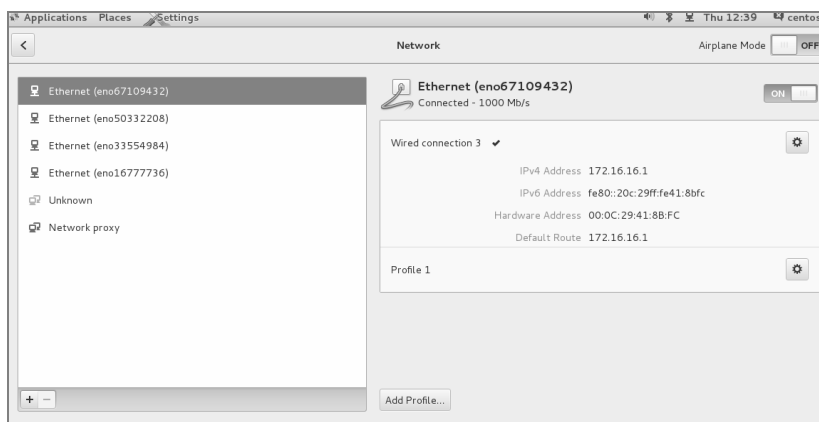 Applications Places Settings Thu 12:39 centos
Network Airplane Mode OFF
Ethernet (eno67109432)
Ethernet (eno50332208)
Ethernet (eno33554984)
Ethernet (eno16777736)
Unknown
Network proxy
+ −
Ethernet (eno67109432)
Connected - 1000 Mb/s
ON
Wired connection 3 ✔
IPv4 Address 172.16.16.1
IPv6 Address fe80::20c:29ff:fe41:8bfc
Hardware Address 00:0C:29:41:8B:FC
Default Route 172.16.16.1
Profile 1
Add Profile...